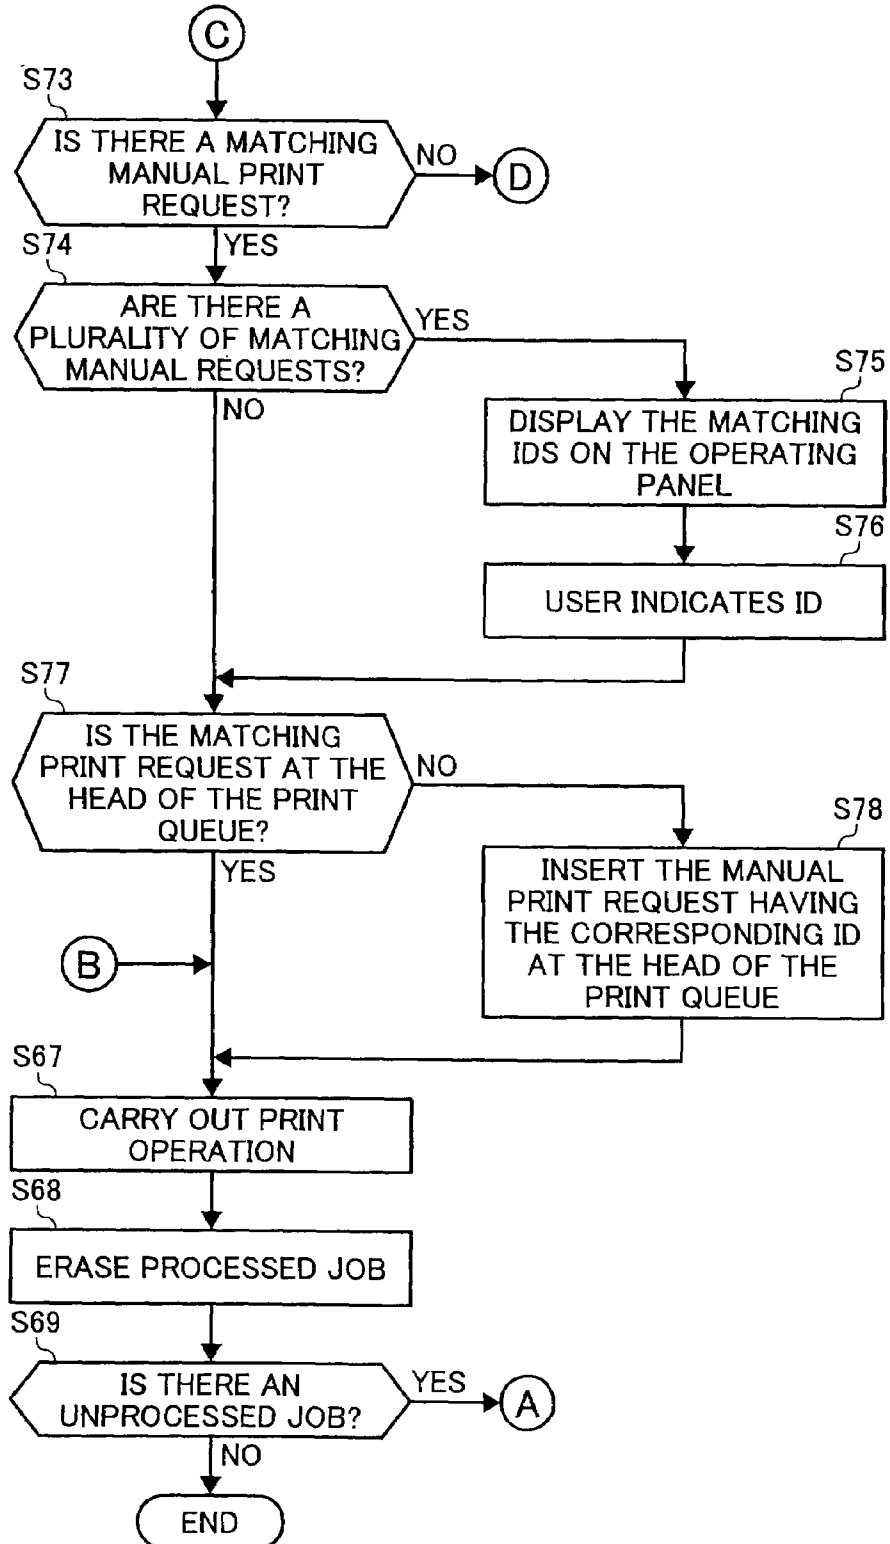 C
S73
IS THERE A MATCHING
MANUAL PRINT
REQUEST?
NO
D
YES
S74
ARE THERE A
PLURALITY OF MATCHING
MANUAL REQUESTS?
YES
NO
S75
DISPLAY THE MATCHING
IDS ON THE OPERATING
PANEL
S76
USER INDICATES ID
S77
IS THE MATCHING
PRINT REQUEST AT THE
HEAD OF THE PRINT
QUEUE?
NO
YES
S78
INSERT THE MANUAL
PRINT REQUEST HAVING
THE CORRESPONDING ID
AT THE HEAD OF THE
PRINT QUEUE
B
S67
CARRY OUT PRINT
OPERATION
S68
ERASE PROCESSED JOB
S69
IS THERE AN
UNPROCESSED JOB?
YES
A
NO
END